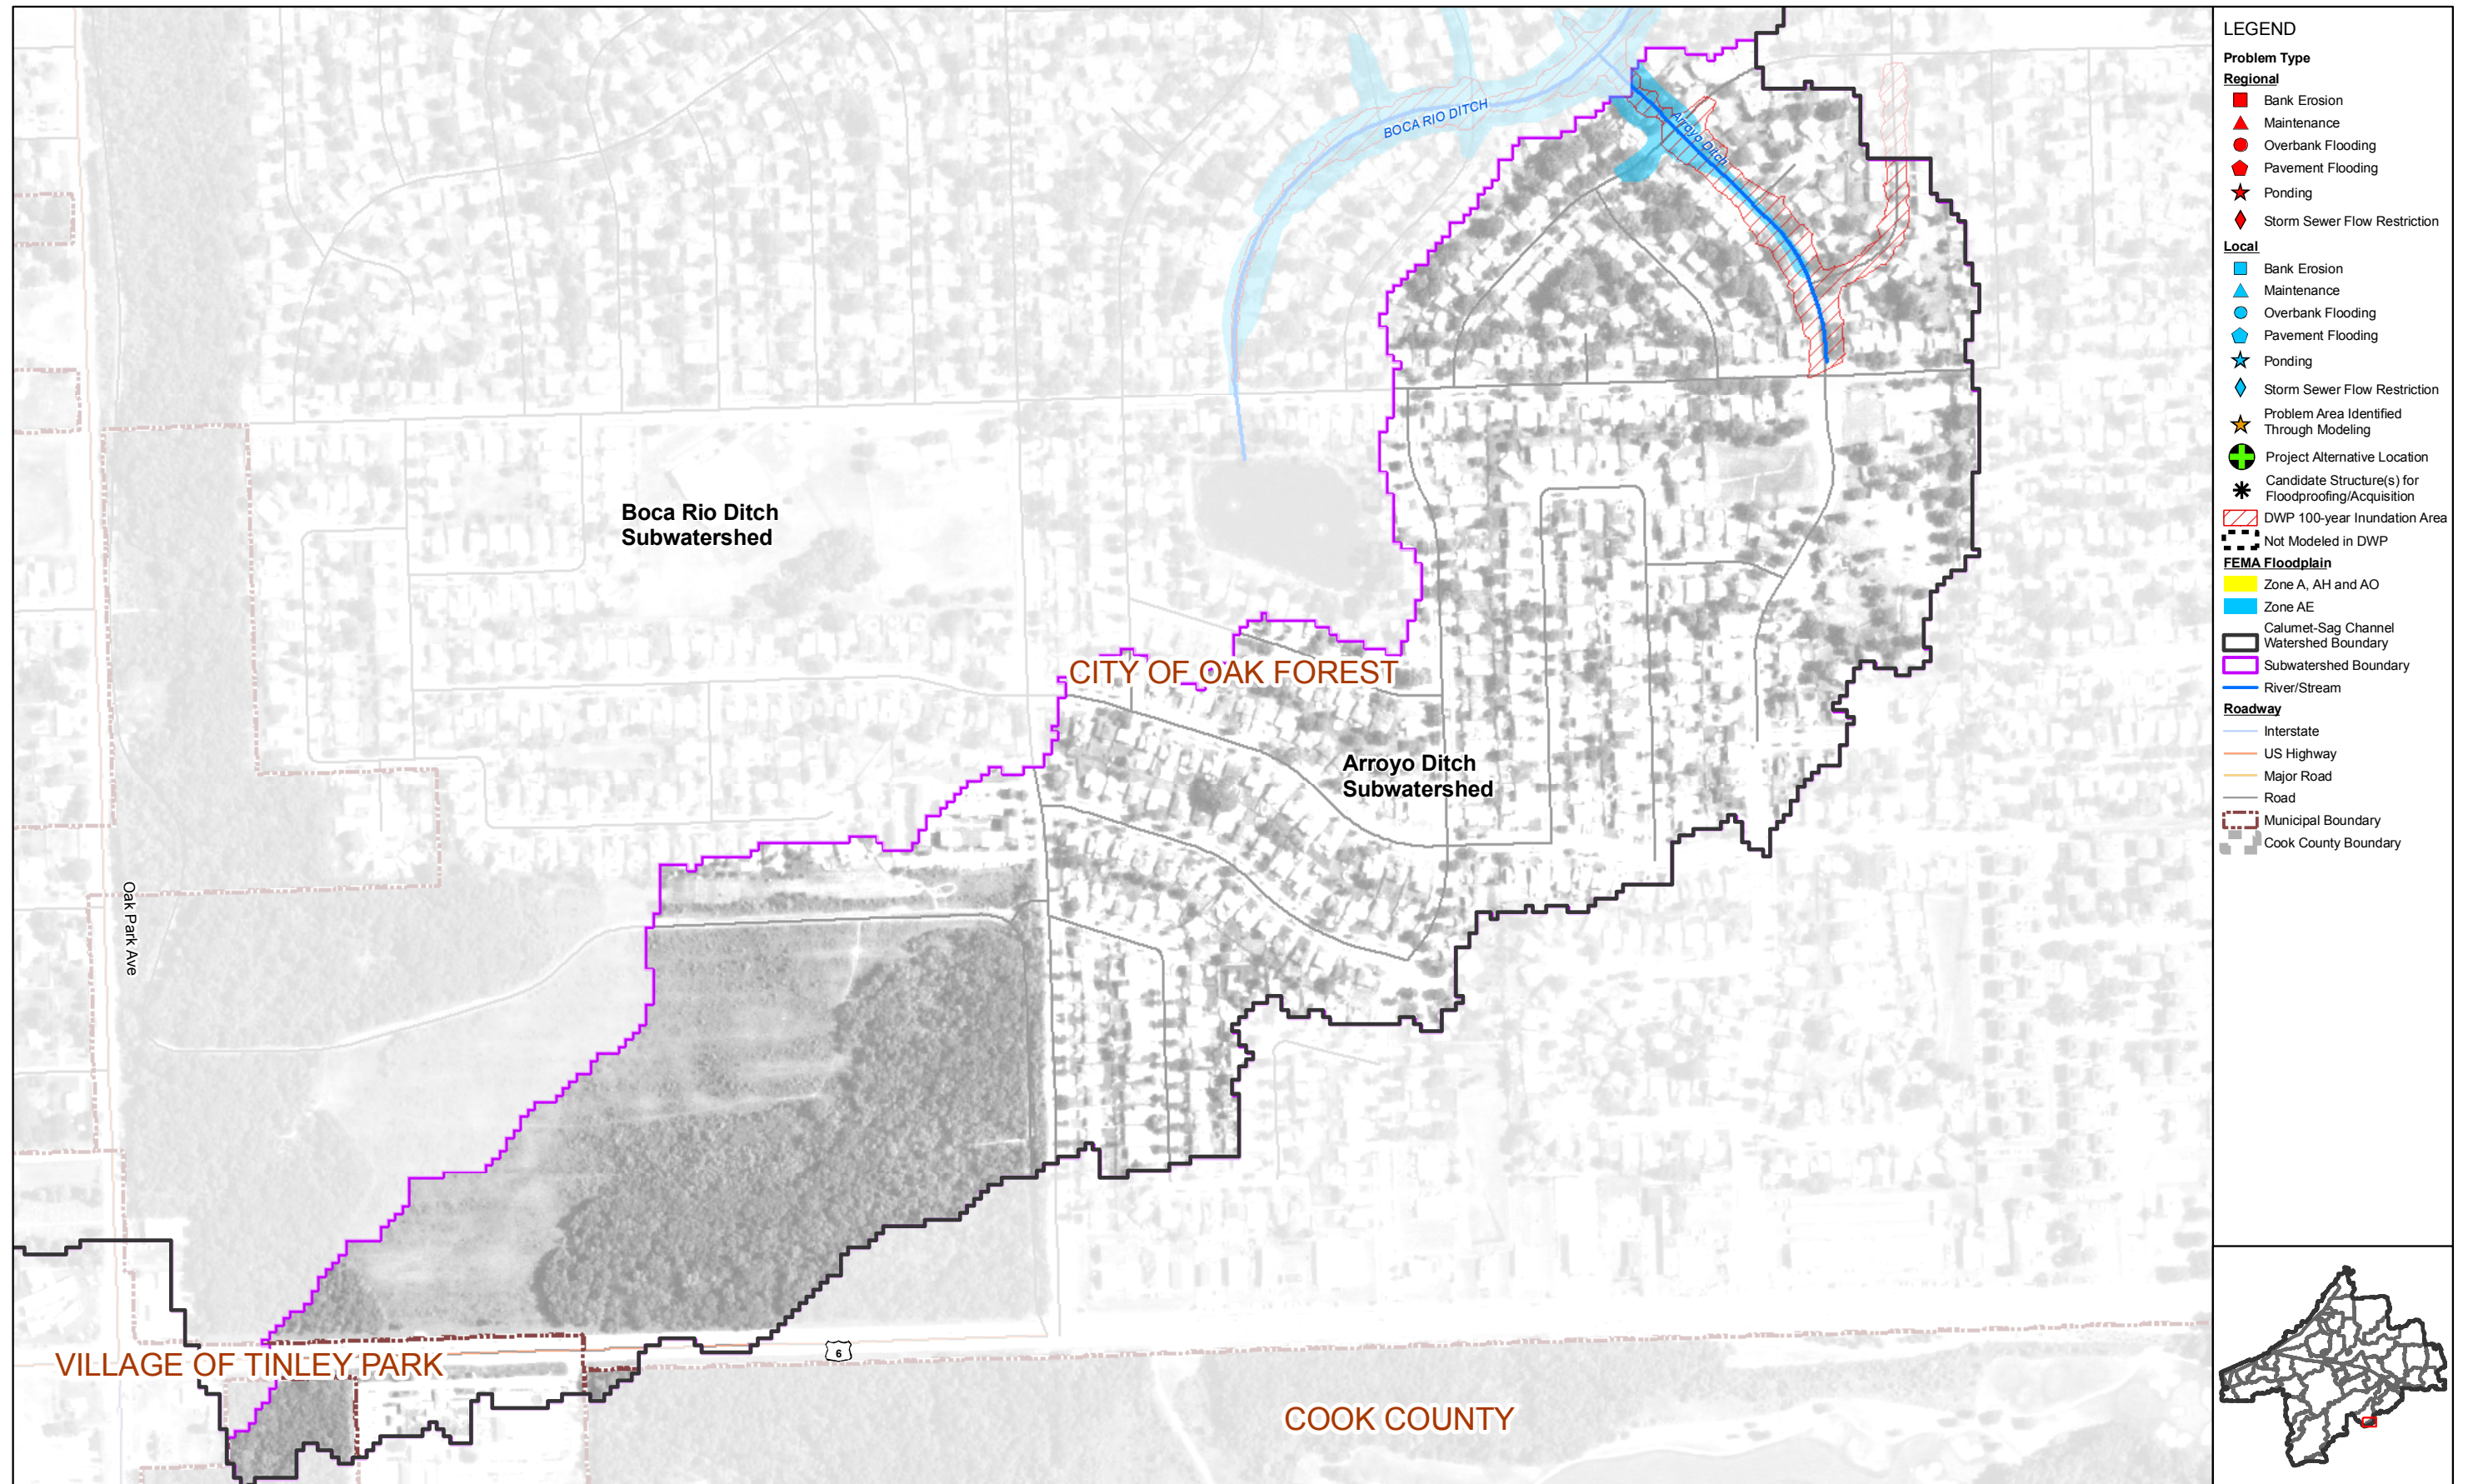 BOCA RIO DITCH
Arroyo Ditch
Boca Rio Ditch
Subwatershed
CITY OF OAK FOREST
Arroyo Ditch
Subwatershed
Oak Park Ave
VILLAGE OF TINLEY PARK
6
COOK COUNTY
LEGEND
Problem Type
Regional
Bank Erosion
Maintenance
Overbank Flooding
Pavement Flooding
Ponding
Storm Sewer Flow Restriction
Local
Bank Erosion
Maintenance
Overbank Flooding
Pavement Flooding
Ponding
Storm Sewer Flow Restriction
Problem Area Identified
Through Modeling
Project Alternative Location
Candidate Structure(s) for
Floodproofing/Acquisition
DWP 100-year Inundation Area
Not Modeled in DWP
FEMA Floodplain
Zone A, AH and AO
Zone AE
Calumet-Sag Channel
Watershed Boundary
Subwatershed Boundary
River/Stream
Roadway
Interstate
US Highway
Major Road
Road
Municipal Boundary
Cook County Boundary